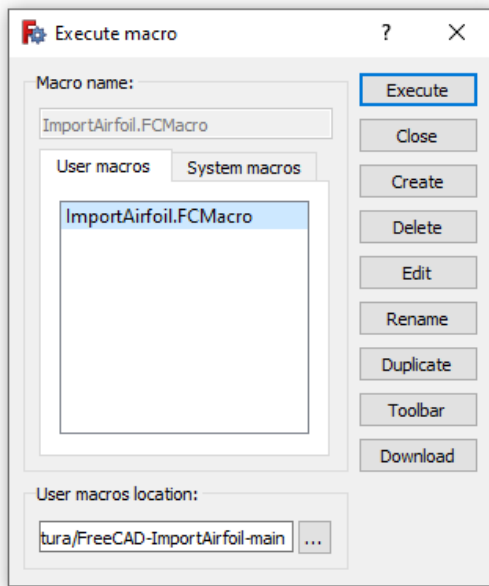 Execute macro
Macro name:
ImportAirfoil.FCMacro
User macros
System macros
ImportAirfoil.FCMacro
User macros location:
tura/FreeCAD-ImportAirfoil-main
...
Execute
Close
Create
Delete
Edit
Rename
Duplicate
Toolbar
Download